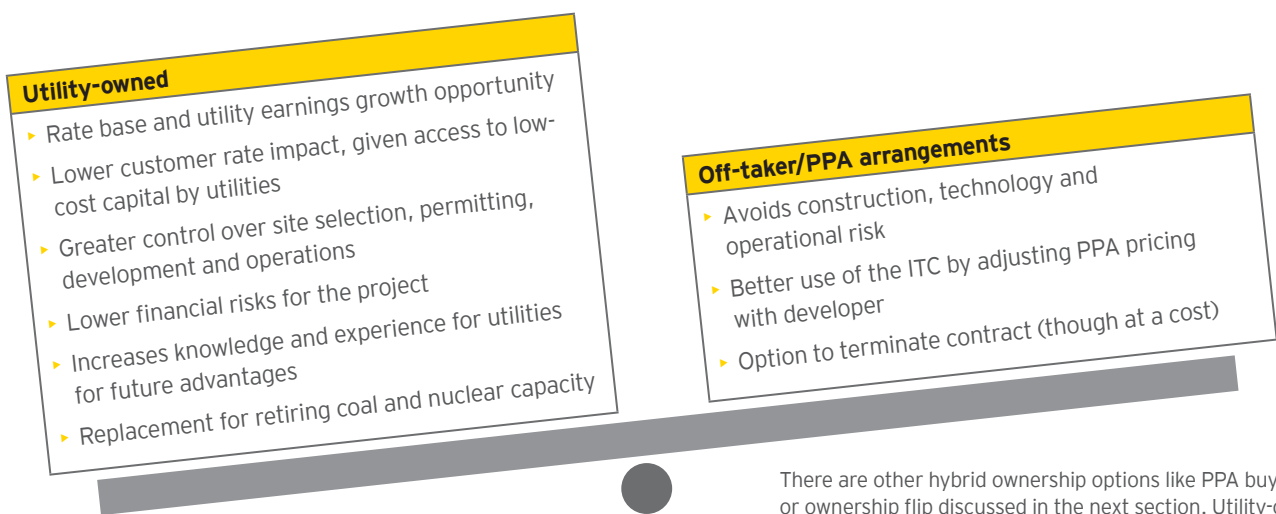 Utility-owned
▸ Rate base and utility earnings growth opportunity
▸ Lower customer rate impact, given access to low-
cost capital by utilities
▸ Greater control over site selection, permitting,
development and operations
▸ Lower financial risks for the project
▸ Increases knowledge and experience for utilities
for future advantages
▸ Replacement for retiring coal and nuclear capacity
Off-taker/PPA arrangements
▸ Avoids construction, technology and
operational risk
▸ Better use of the ITC by adjusting PPA pricing
with developer
▸ Option to terminate contract (though at a cost)
There are other hybrid ownership options like PPA buy
or ownership flip discussed in the next section. Utility-o